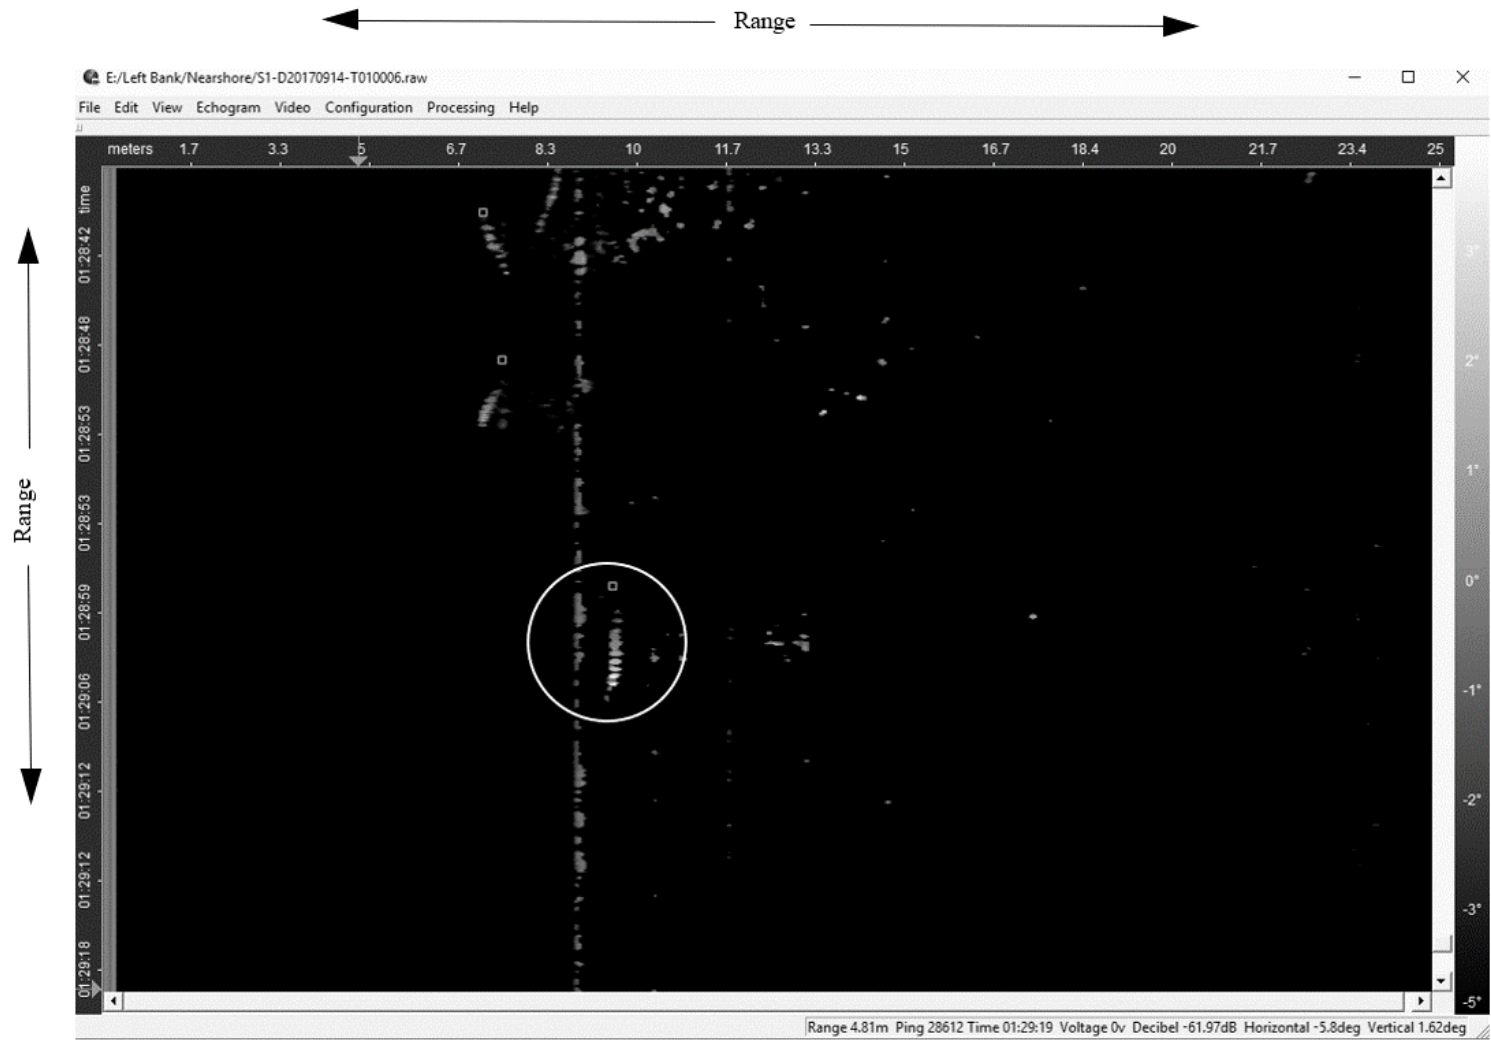 Range
E:/Left Bank/Nearshore/S1-D20170914-T010006.raw
File Edit View Echogram Video Configuration Processing Help
meters 1.7 3.3 5 6.7 8.3 10 11.7 13.3 15 16.7 18.4 20 21.7 23.4 25
time
01:28:42
01:28:48
01:28:53
01:28:53
01:28:59
01:29:06
01:29:12
01:29:12
01:29:18
Range
3°
2°
1°
0°
-1°
-2°
-3°
-5°
Range 4.81m Ping 28612 Time 01:29:19 Voltage 0v Decibel -61.97dB Horizontal -5.8deg Vertical 1.62deg